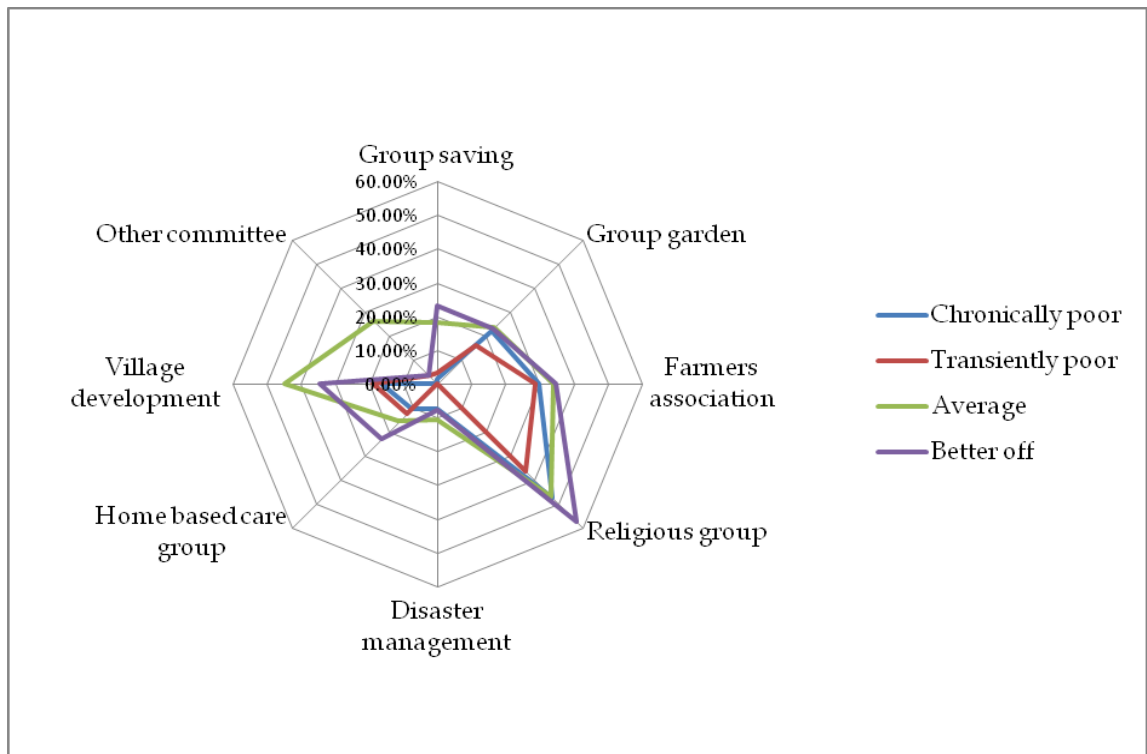 Group saving
60.00%
50.00%
40.00%
30.00%
20.00%
10.00%
0.00%
Group garden
Farmers
association
Religious group
Disaster
management
Home based care
group
Village
development
Other committee
Chronically poor
Transiently poor
Average
Better off